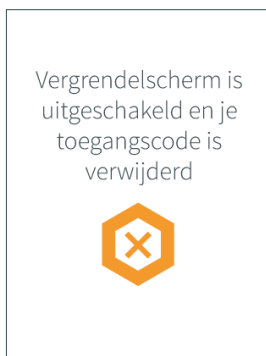 Vergrendelscherm is
uitgeschakeld en je
toegangscode is
verwijderd